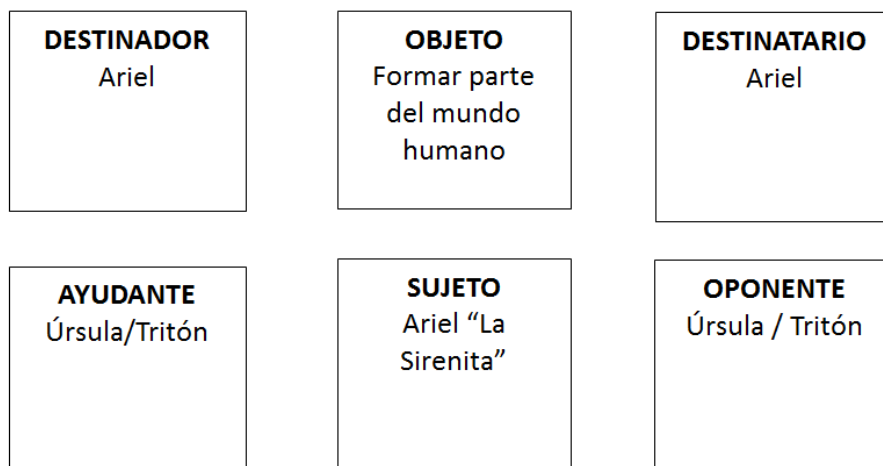 DESTINADOR
Ariel
OBJETO
Formar parte
del mundo
humano
DESTINATARIO
Ariel
AYUDANTE
Úrsula/Tritón
SUJETO
Ariel “La
Sirenita”
OPONENTE
Úrsula / Tritón